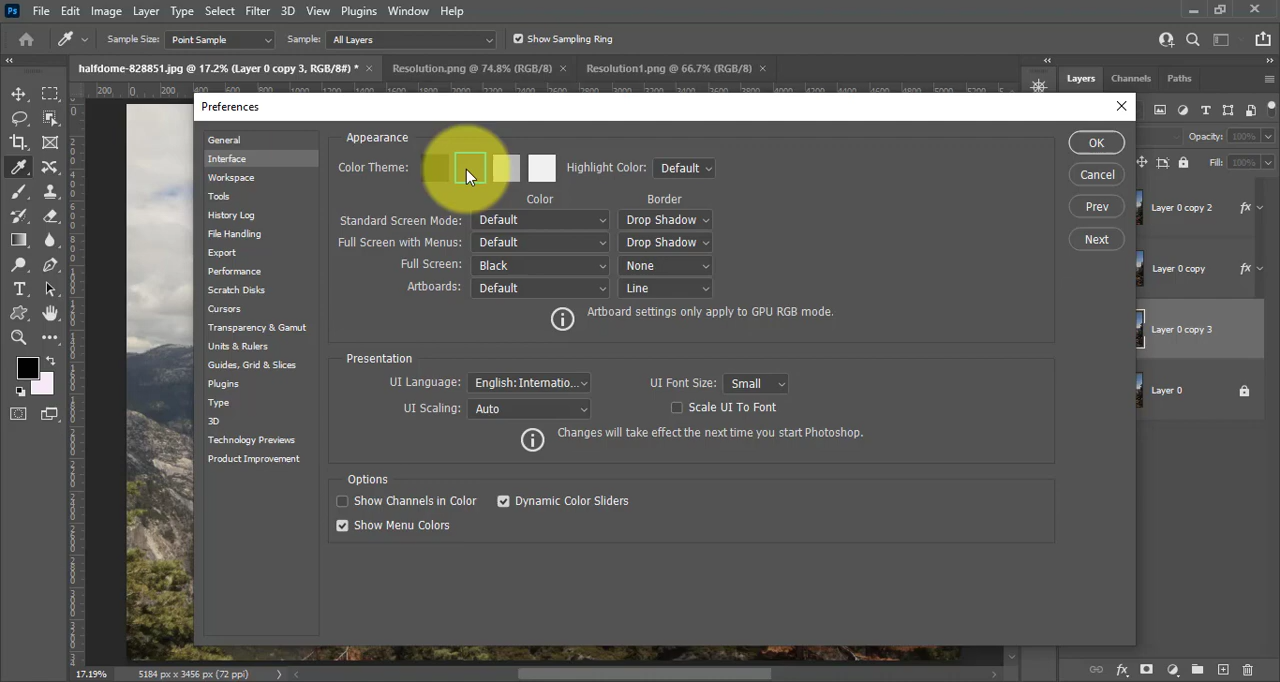 Ps File Edit Image Layer Type Select Filter 3D View Plugins Window Help
Sample Size: Point Sample Sample: All Layers Show Sampling Ring
halfdome-828851.jpg @ 17.2% (Layer 0 copy 3, RGB/8#) * Resolution.png @ 74.8% (RGB/8) Resolution1.png @ 66.7% (RGB/8)
Layers Channels Paths
Preferences
Opacity: 100%
Fill: 100%
General
Interface
Workspace
Tools
History Log
File Handling
Export
Performance
Scratch Disks
Cursors
Transparency & Gamut
Units & Rulers
Guides, Grid & Slices
Plugins
Type
3D
Technology Previews
Product Improvement
Appearance
Color Theme: Highlight Color: Default
Color Border
Standard Screen Mode: Default Drop Shadow
Full Screen with Menus: Default Drop Shadow
Full Screen: Black None
Artboards: Default Line
Artboard settings only apply to GPU RGB mode.
Presentation
UI Language: English: Internatio... UI Font Size: Small
UI Scaling: Auto Scale UI To Font
Changes will take effect the next time you start Photoshop.
Options
Show Channels in Color Dynamic Color Sliders
Show Menu Colors
OK
Cancel
Prev
Next
Layer 0 copy 2 fx
Layer 0 copy fx
Layer 0 copy 3
Layer 0
17.19% 5184 px x 3456 px (72 ppi)
fx